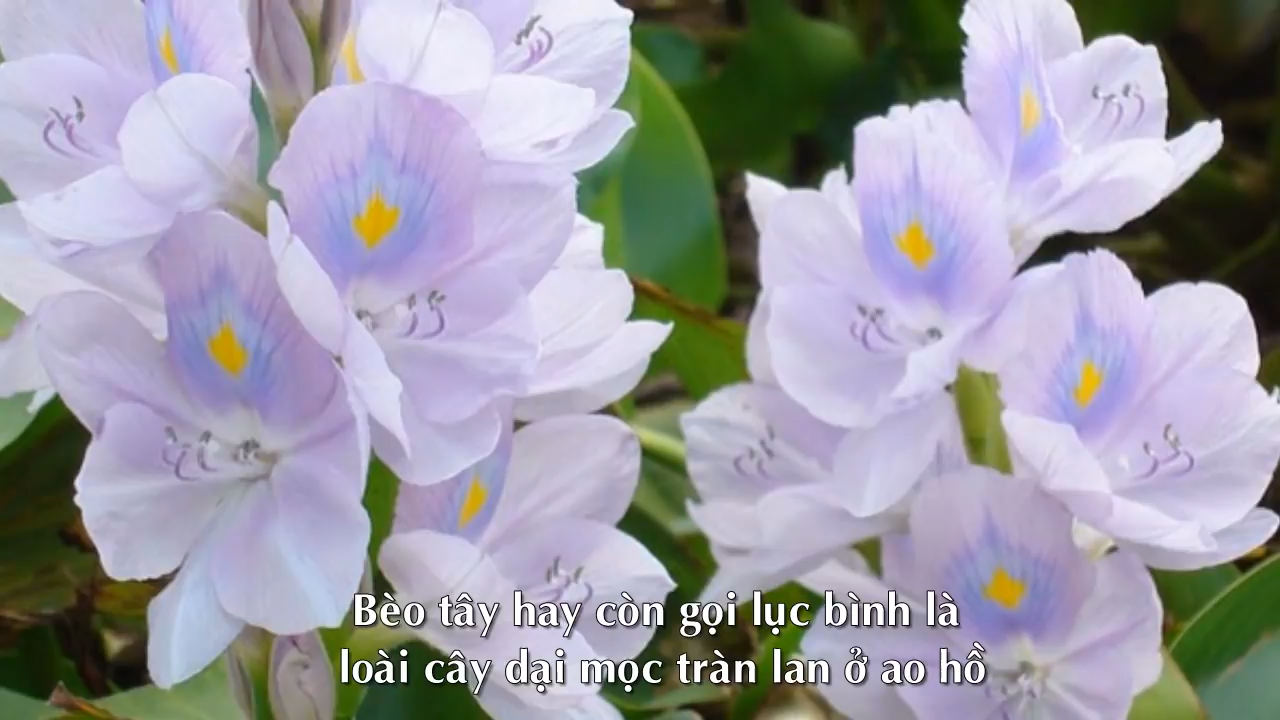 Bèo tây hay còn gọi lục bình là
loài cây dại mọc tràn lan ở ao hồ